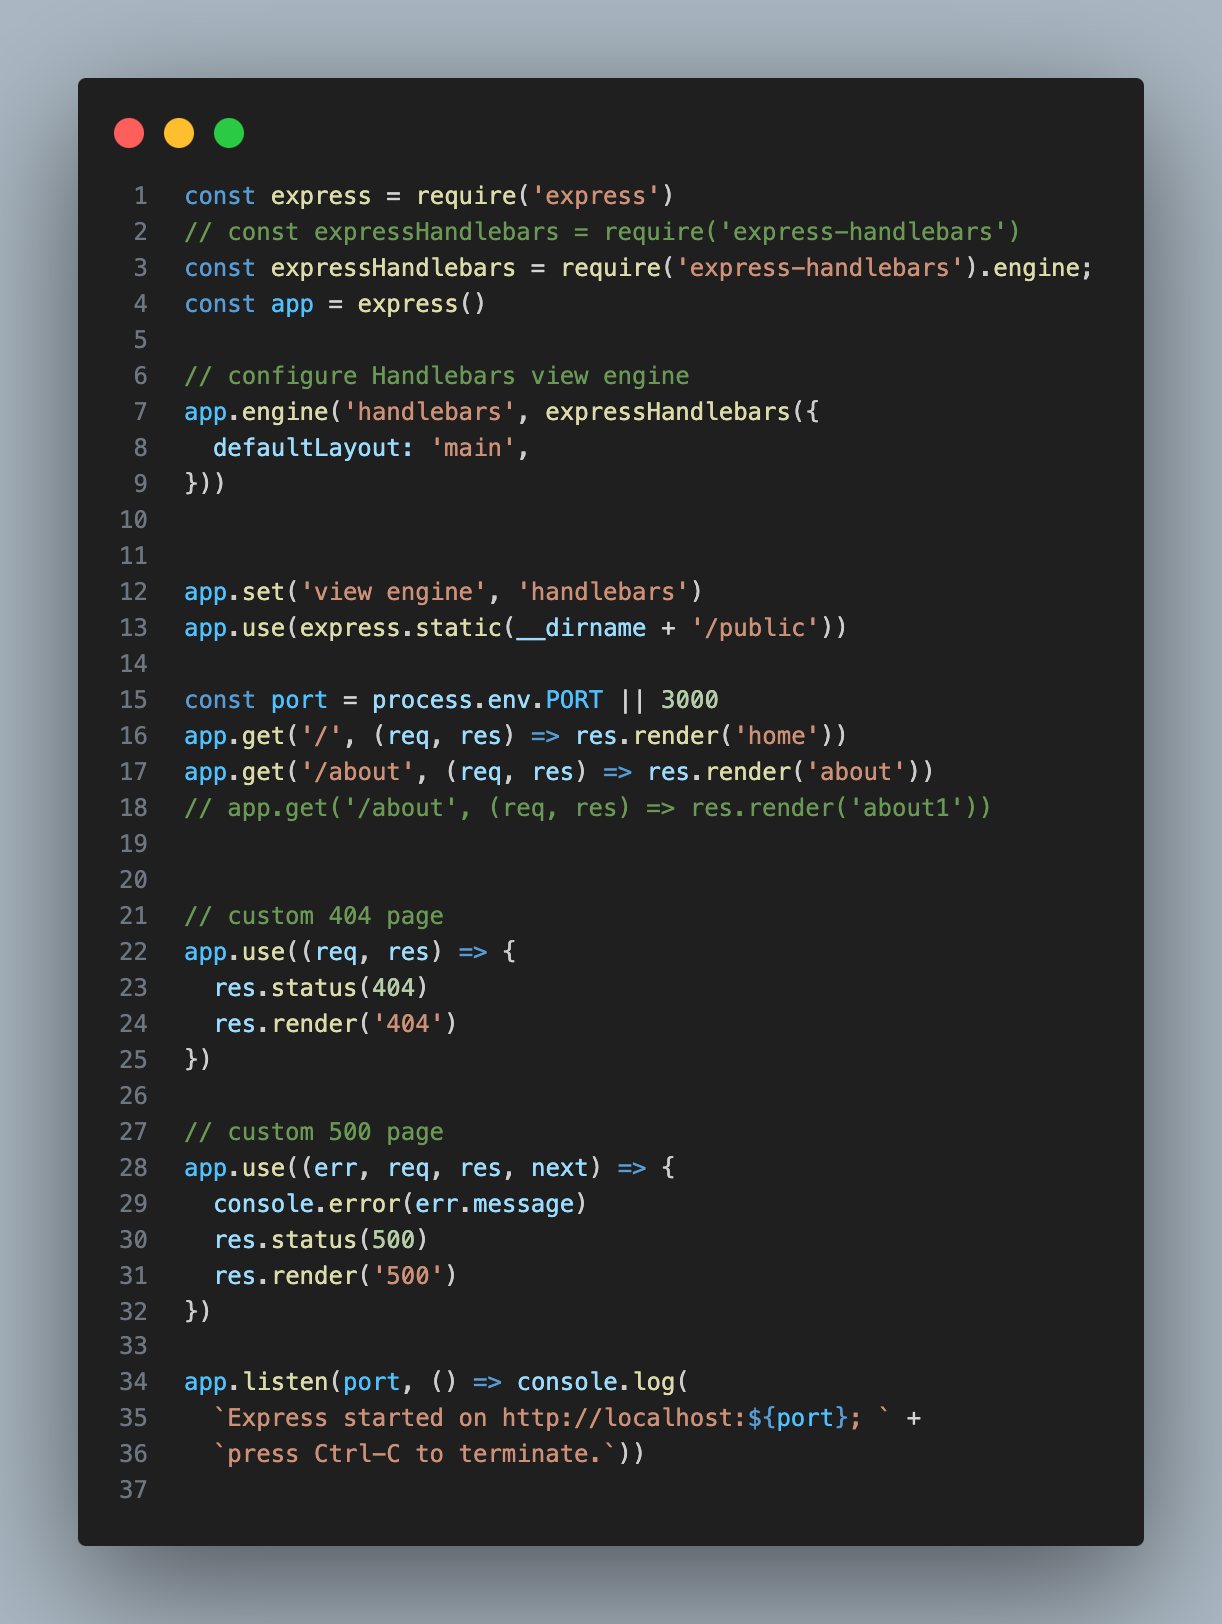 1 const express = require('express')
2 // const expressHandlebars = require('express-handlebars')
3 const expressHandlebars = require('express-handlebars').engine;
4 const app = express()
5
6 // configure Handlebars view engine
7 app.engine('handlebars', expressHandlebars({
8   defaultLayout: 'main',
9 }))
10
11
12 app.set('view engine', 'handlebars')
13 app.use(express.static(__dirname + '/public'))
14
15 const port = process.env.PORT || 3000
16 app.get('/', (req, res) => res.render('home'))
17 app.get('/about', (req, res) => res.render('about'))
18 // app.get('/about', (req, res) => res.render('about1'))
19
20
21 // custom 404 page
22 app.use((req, res) => {
23   res.status(404)
24   res.render('404')
25 })
26
27 // custom 500 page
28 app.use((err, req, res, next) => {
29   console.error(err.message)
30   res.status(500)
31   res.render('500')
32 })
33
34 app.listen(port, () => console.log(
35   `Express started on http://localhost:${port}; ` +
36   `press Ctrl-C to terminate.`))
37